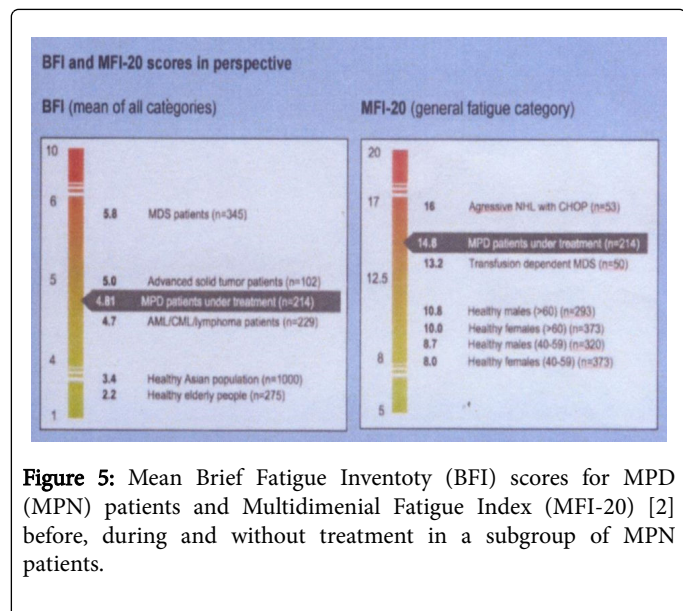 BFI and MFI-20 scores in perspective
BFI (mean of all categories)
10
6
5.8 MDS patients (n=345)
5
5.0 Advanced solid tumor patients (n=102)
4.81 MPD patients under treatment (n=214)
4.7 AML/CML/lymphoma patients (n=229)
4
3.4 Healthy Asian population (n=1000)
2.2 Healthy elderly people (n=275)
1
MFI-20 (general fatigue category)
20
17
16 Agressive NHL with CHOP (n=53)
14.8 MPD patients under treatment (n=214)
13.2 Transfusion dependent MDS (n=50)
12.5
10.8 Healthy males (>60) (n=293)
10.0 Healthy females (>60) (n=373)
8.7 Healthy males (40-59) (n=320)
8
8.0 Healthy females (40-59) (n=373)
5
Figure 5: Mean Brief Fatigue Inventoty (BFI) scores for MPD
(MPN) patients and Multidimenial Fatigue Index (MFI-20) [2]
before, during and without treatment in a subgroup of MPN
patients.